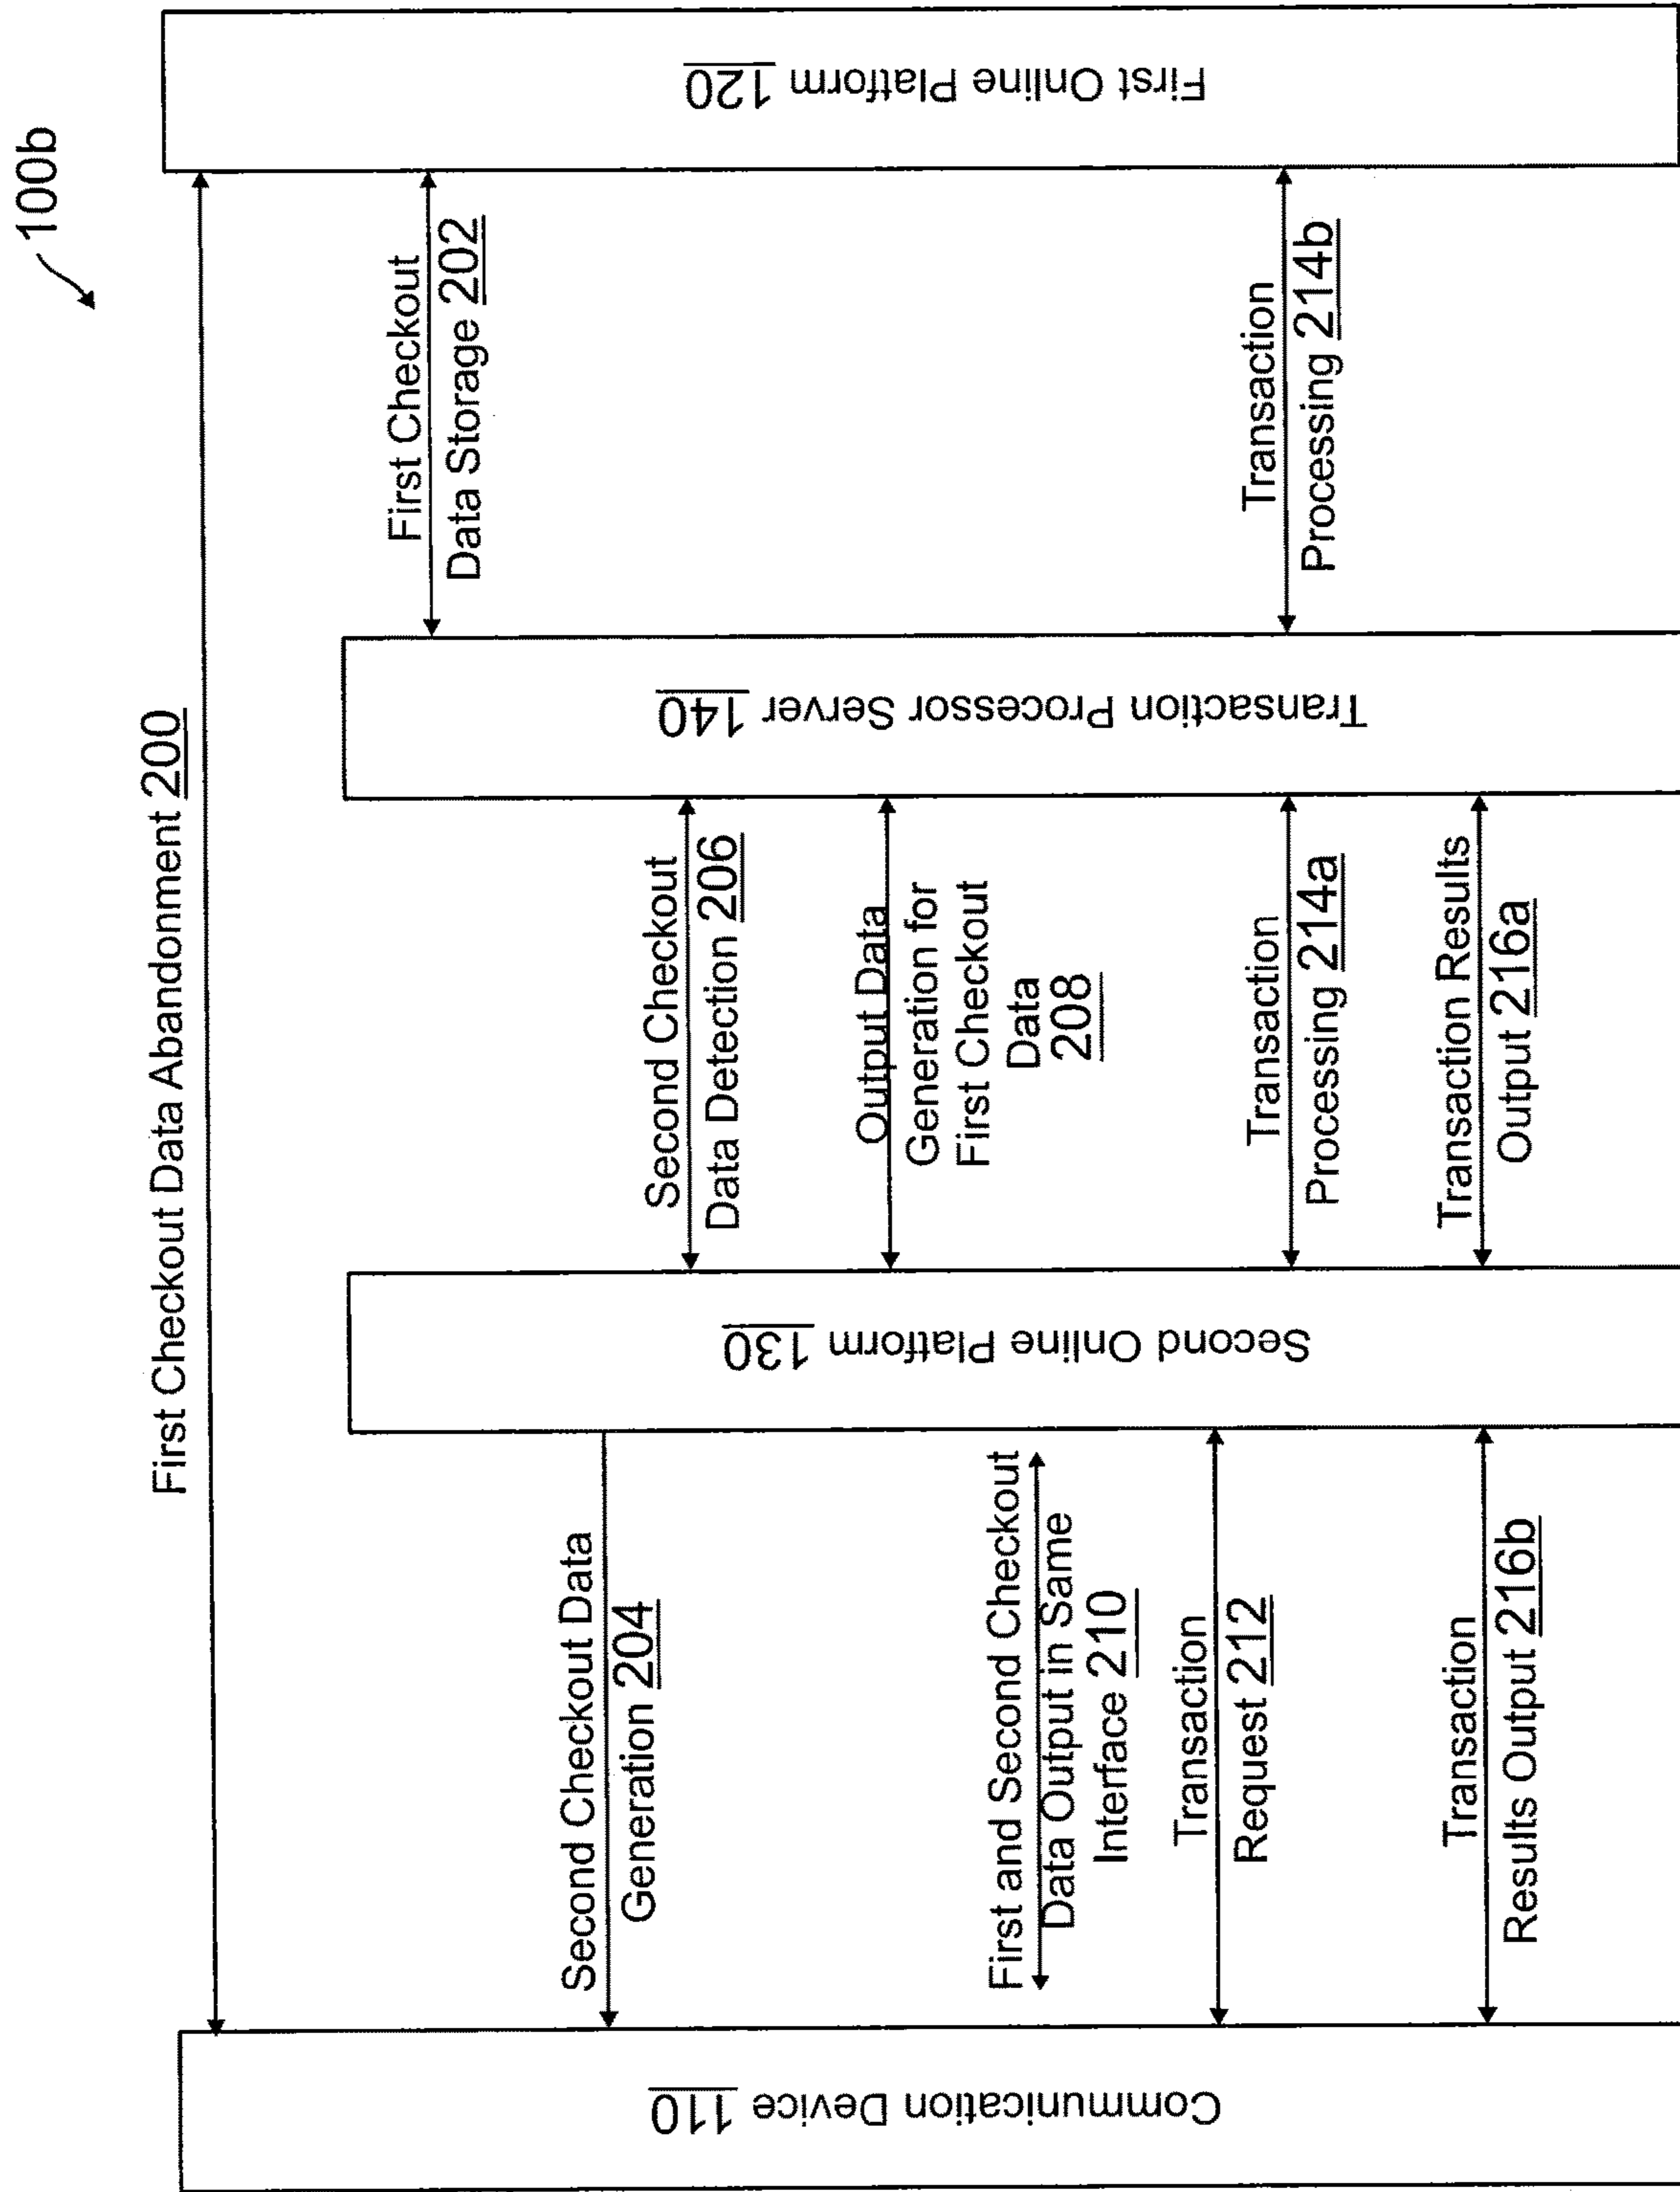 100b
First Checkout Data Abandonment 200
Communication Device 110
Second Online Platform 130
Transaction Processor Server 140
First Online Platform 120
First Checkout
Data Storage 202
Second Checkout Data
Generation 204
Second Checkout
Data Detection 206
Output Data
Generation for
First Checkout
Data
208
First and Second Checkout
Data Output in Same
Interface 210
Transaction
Request 212
Transaction
Processing 214a
Transaction
Processing 214b
Transaction Results
Output 216a
Transaction
Results Output 216b